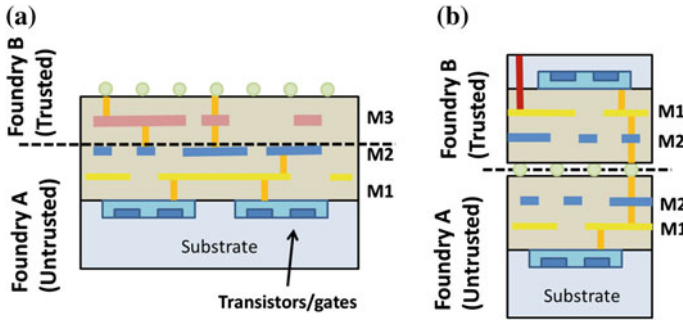 (a)
Foundry B
(Trusted)
M3
M2
M1
Foundry A
(Untrusted)
Substrate
Transistors/gates
(b)
Foundry B
(Trusted)
M1
M2
Foundry A
(Untrusted)
M2
M1
Substrate